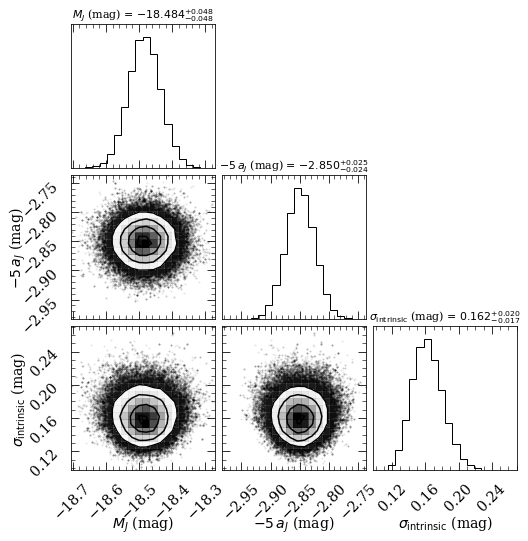 M_J (mag) = −18.484^{+0.048}_{−0.048}
−5 a_J (mag) = −2.850^{+0.025}_{−0.024}
−5 a_J (mag)
−2.75
−2.80
−2.85
−2.90
−2.95
σ_intrinsic (mag) = 0.162^{+0.020}_{−0.017}
σ_intrinsic (mag)
0.24
0.20
0.16
0.12
−18.7 −18.6 −18.5 −18.4 −18.3
−2.95 −2.90 −2.85 −2.80 −2.75
0.12 0.16 0.20 0.24
M_J (mag)
−5 a_J (mag)
σ_intrinsic (mag)